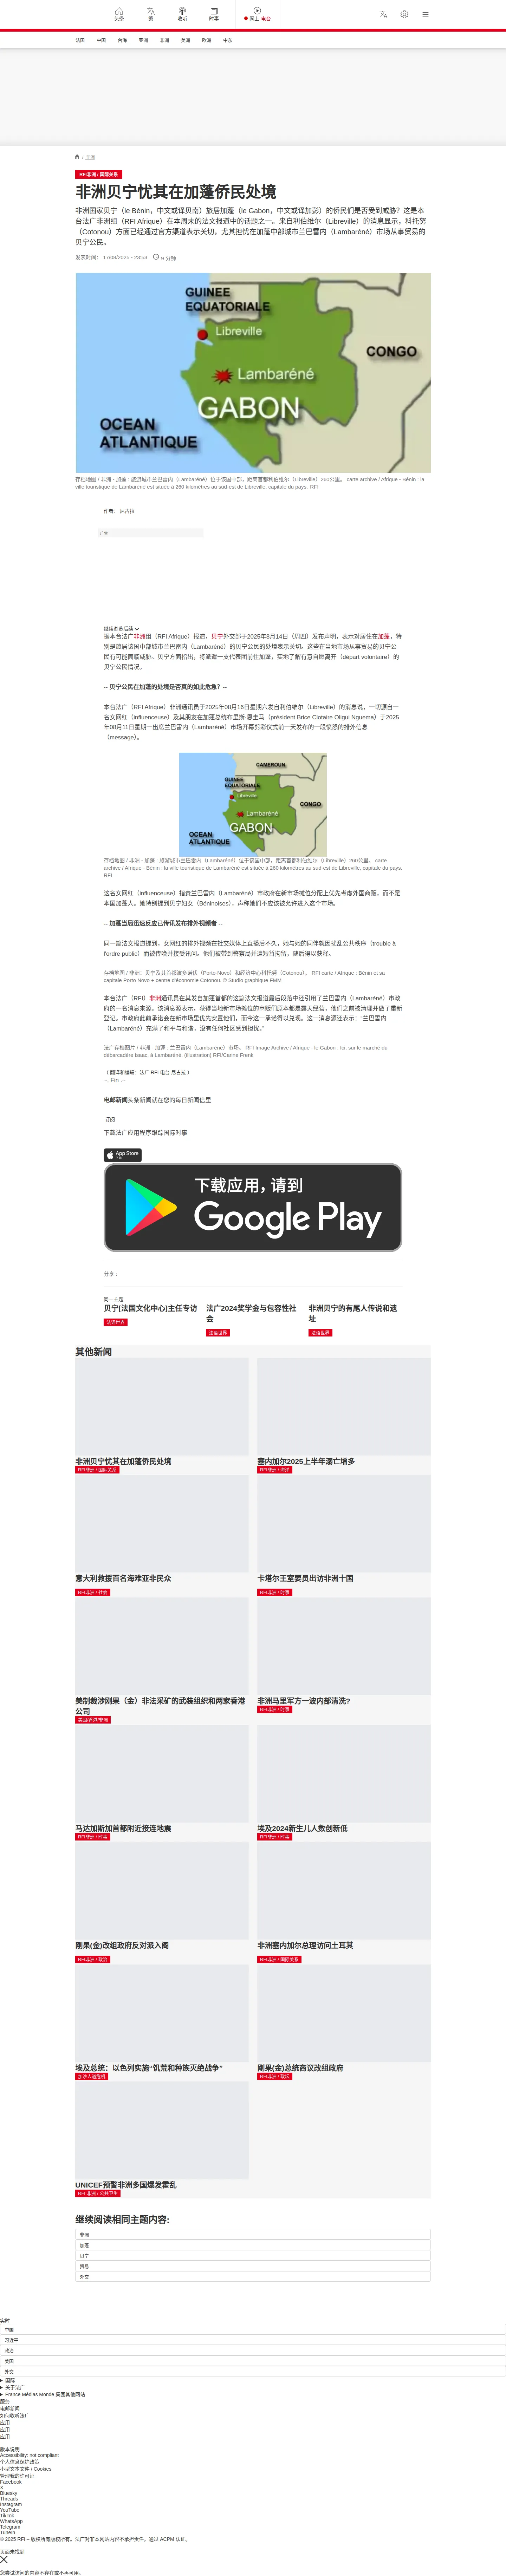 头条
繁
收听
时事
网上 电台
法国
中国
台海
亚洲
非洲
美洲
欧洲
中东
/ 非洲
RFI非洲 / 国际关系
非洲贝宁忧其在加蓬侨民处境
非洲国家贝宁（le Bénin，中文或译贝南）旅居加蓬（le Gabon，中文或译加彭）的侨民们是否受到威胁？这是本
台法广非洲组（RFI Afrique）在本周末的法文报道中的话题之一。来自利伯维尔（Libreville）的消息显示，科托努
（Cotonou）方面已经通过官方渠道表示关切，尤其担忧在加蓬中部城市兰巴雷内（Lambaréné）市场从事贸易的
贝宁公民。
发表时间： 17/08/2025 - 23:53
9 分钟
GUINEE
EQUATORIALE
Libreville
CONGO
Lambaréné
GABON
OCEAN
ATLANTIQUE
存档地图 / 非洲 - 加蓬 : 旅游城市兰巴雷内（Lambaréné）位于该国中部，距离首都利伯维尔（Libreville）260公里。 carte archive / Afrique - Bénin : la
ville touristique de Lambaréné est située à 260 kilomètres au sud-est de Libreville, capitale du pays. RFI
作者： 尼古拉
广告
继续浏览后续
据本台法广非洲组（RFI Afrique）报道，贝宁外交部于2025年8月14日（周四）发布声明，表示对居住在加蓬，特
别是旅居该国中部城市兰巴雷内（Lambaréné）的贝宁公民的处境表示关切。这些在当地市场从事贸易的贝宁公
民有可能面临威胁。贝宁方面指出，将派遣一支代表团前往加蓬，实地了解有意自愿离开（départ volontaire）的
贝宁公民情况。
-- 贝宁公民在加蓬的处境是否真的如此危急？ --
本台法广（RFI Afrique）非洲通讯员于2025年08月16日星期六发自利伯维尔（Libreville）的消息说，一切源自一
名女网红（influenceuse）及其朋友在加蓬总统布里斯·恩圭马（président Brice Clotaire Oligui Nguema）于2025
年08月11日星期一出席兰巴雷内（Lambaréné）市场开幕剪彩仪式前一天发布的一段愤怒的排外信息
（message）。
CAMEROUN
GUINEE
EQUATORIALE
Libreville
CONGO
Lambaréné
GABON
OCEAN
ATLANTIQUE
存档地图 / 非洲 - 加蓬 : 旅游城市兰巴雷内（Lambaréné）位于该国中部，距离首都利伯维尔（Libreville）260公里。 carte
archive / Afrique - Bénin : la ville touristique de Lambaréné est située à 260 kilomètres au sud-est de Libreville, capitale du pays.
RFI
这名女网红（influenceuse）指责兰巴雷内（Lambaréné）市政府在新市场摊位分配上优先考虑外国商贩，而不是
本国加蓬人。她特别提到贝宁妇女（Béninoises），声称她们不应该被允许进入这个市场。
-- 加蓬当局迅速反应已传讯发布排外视频者 --
同一篇法文报道提到，女网红的排外视频在社交媒体上直播后不久，她与她的同伴就因扰乱公共秩序（trouble à
l'ordre public）而被传唤并接受讯问。他们被带到警察局并遭短暂拘留，随后得以获释。
存档地图 / 非洲：贝宁及其首都波多诺伏（Porto-Novo）和经济中心科托努（Cotonou）。 RFI carte / Afrique : Bénin et sa
capitale Porto Novo + centre d'économie Cotonou. © Studio graphique FMM
本台法广（RFI）非洲通讯员在其发自加蓬首都的这篇法文报道最后段落中还引用了兰巴雷内（Lambaréné）市政
府的一名消息来源。该消息源表示，获得当地新市场摊位的商贩们原本都是露天经营，他们之前被清理并做了重新
登记。市政府此前承诺会在新市场里优先安置他们，而今这一承诺得以兑现。这一消息源还表示：“兰巴雷内
（Lambaréné）充满了和平与和谐，没有任何社区感到担忧。”
法广存档图片 / 非洲 - 加蓬 : 兰巴雷内（Lambaréné）市场。 RFI Image Archive / Afrique - le Gabon : Ici, sur le marché du
débarcadère Isaac, à Lambaréné. (illustration) RFI/Carine Frenk
（ 翻译和编辑：法广 RFI 电台 尼古拉 ）
~. Fin .~
电邮新闻头条新闻就在您的每日新闻信里
订阅
下载法广应用程序跟踪国际时事
App Store
下载
下载应用，请到
Google Play
分享 :
同一主题
贝宁[法国文化中心]主任专访
法语世界
法广2024奖学金与包容性社
会
法语世界
非洲贝宁的有尾人传说和遗
址
法语世界
其他新闻
非洲贝宁忧其在加蓬侨民处境
RFI非洲 / 国际关系
塞内加尔2025上半年溺亡增多
RFI非洲 / 海洋
意大利救援百名海难亚非民众
RFI非洲 / 社会
卡塔尔王室要员出访非洲十国
RFI非洲 / 时事
美制裁涉刚果（金）非法采矿的武装组织和两家香港
公司
美国/香港/非洲
非洲马里军方一波内部清洗?
RFI非洲 / 时事
马达加斯加首都附近接连地震
RFI非洲 / 时事
埃及2024新生儿人数创新低
RFI非洲 / 时事
刚果(金)改组政府反对派入阁
RFI非洲 / 政治
非洲塞内加尔总理访问土耳其
RFI非洲 / 国际关系
埃及总统：以色列实施“饥荒和种族灭绝战争”
加沙人道危机
刚果(金)总统商议改组政府
RFI非洲 / 政坛
UNICEF预警非洲多国爆发霍乱
RFI 非洲 / 公共卫生
继续阅读相同主题内容:
非洲
加蓬
贝宁
贸易
外交
实时
中国
习近平
政治
美国
外交
国际
关于法广
France Médias Monde 集团其他网站
服务
电邮新闻
如何收听法广
应用
应用
应用
版本说明
Accessibility: not compliant
个人信息保护政策
小型文本文件 / Cookies
管理我的许可证
Facebook
X
Bluesky
Threads
Instagram
YouTube
TikTok
WhatsApp
Telegram
TuneIn
© 2025 RFI – 版权所有版权所有。法广对非本网站内容不承担责任。通过 ACPM 认证。
页面未找到
您尝试访问的内容不存在或不再可用。